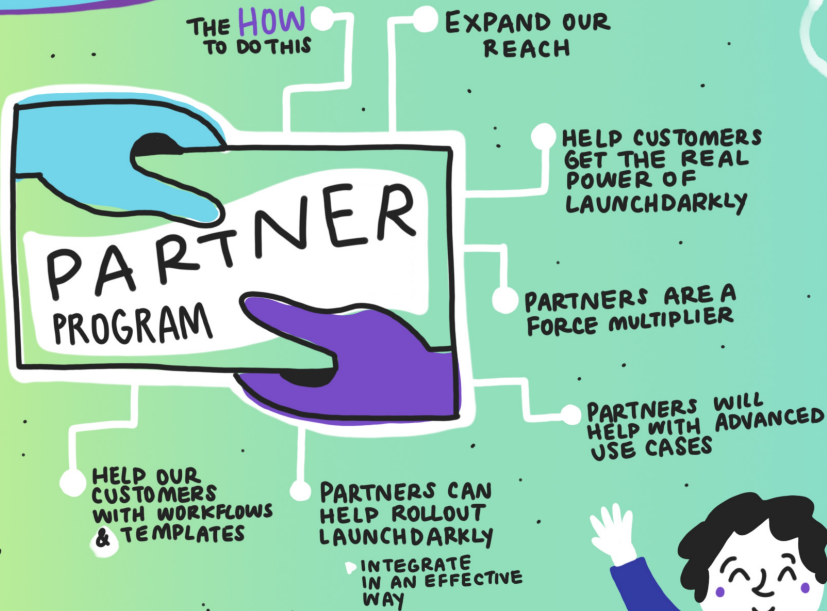 THE HOW
TO DO THIS
EXPAND OUR
REACH
HELP CUSTOMERS
GET THE REAL
POWER OF
LAUNCHDARKLY
PARTNER
PROGRAM
PARTNERS ARE A
FORCE MULTIPLIER
PARTNERS WILL
HELP WITH ADVANCED
USE CASES
HELP OUR
CUSTOMERS
WITH WORKFLOWS
& TEMPLATES
PARTNERS CAN
HELP ROLLOUT
LAUNCHDARKLY
INTEGRATE
IN AN EFFECTIVE
WAY